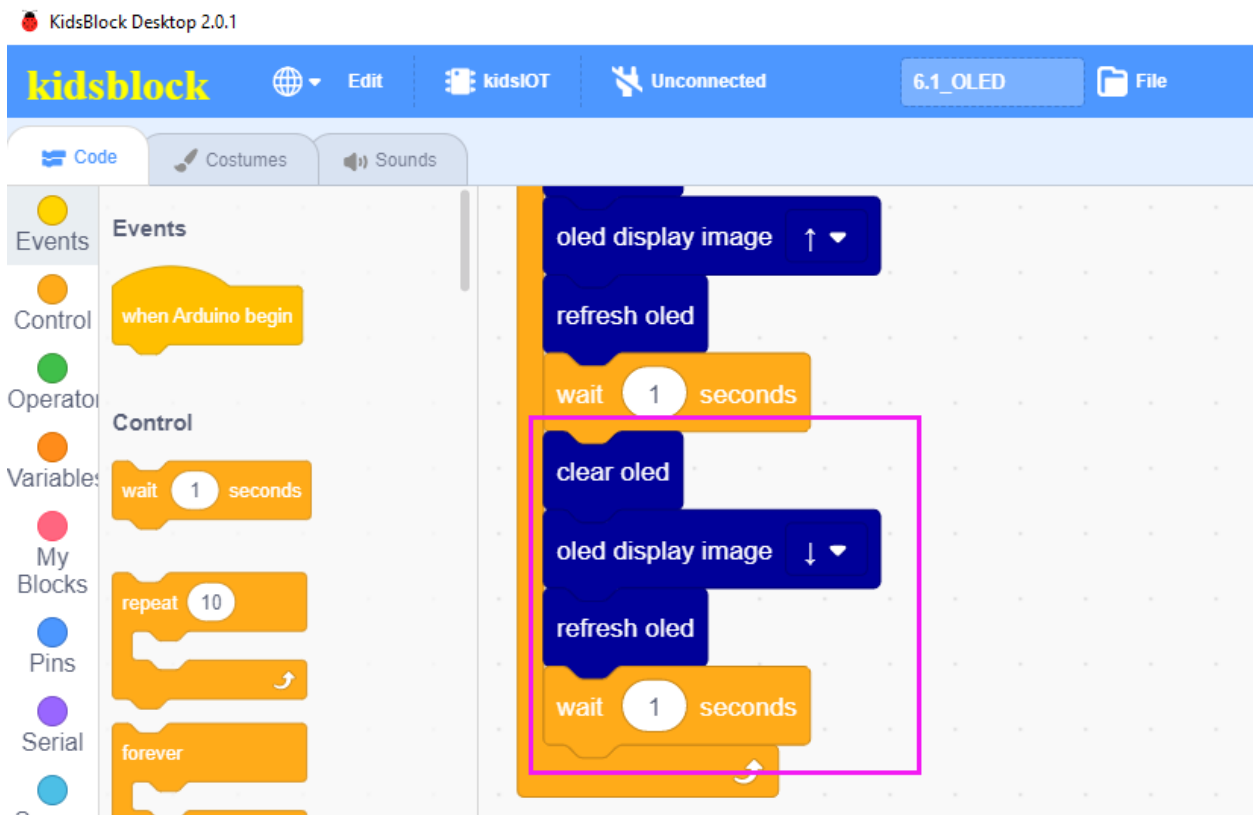 KidsBlock Desktop 2.0.1
kidsblock Edit kidsIOT Unconnected 6.1_OLED File
Code Costumes Sounds
Events
Control
Operator
Variables
My
Blocks
Pins
Serial
Events
when Arduino begin
Control
wait 1 seconds
repeat 10
forever
oled display image ↑
refresh oled
wait 1 seconds
clear oled
oled display image ↓
refresh oled
wait 1 seconds